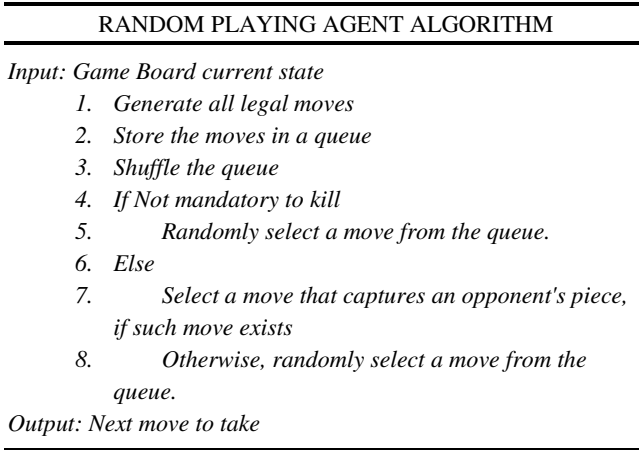 RANDOM PLAYING AGENT ALGORITHM
Input: Game Board current state
1. Generate all legal moves
2. Store the moves in a queue
3. Shuffle the queue
4. If Not mandatory to kill
5. Randomly select a move from the queue.
6. Else
7. Select a move that captures an opponent's piece,
if such move exists
8. Otherwise, randomly select a move from the
queue.
Output: Next move to take